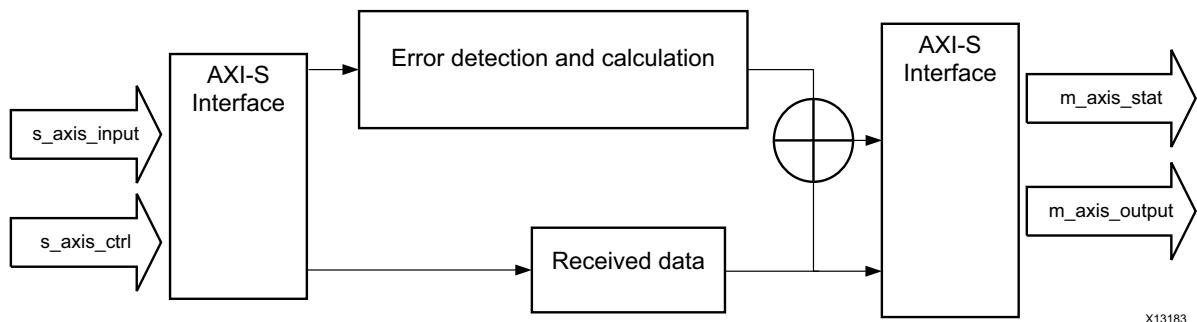 s_axis_input
s_axis_ctrl
AXI-S
Interface
Error detection and calculation
Received data
AXI-S
Interface
m_axis_stat
m_axis_output
X13183